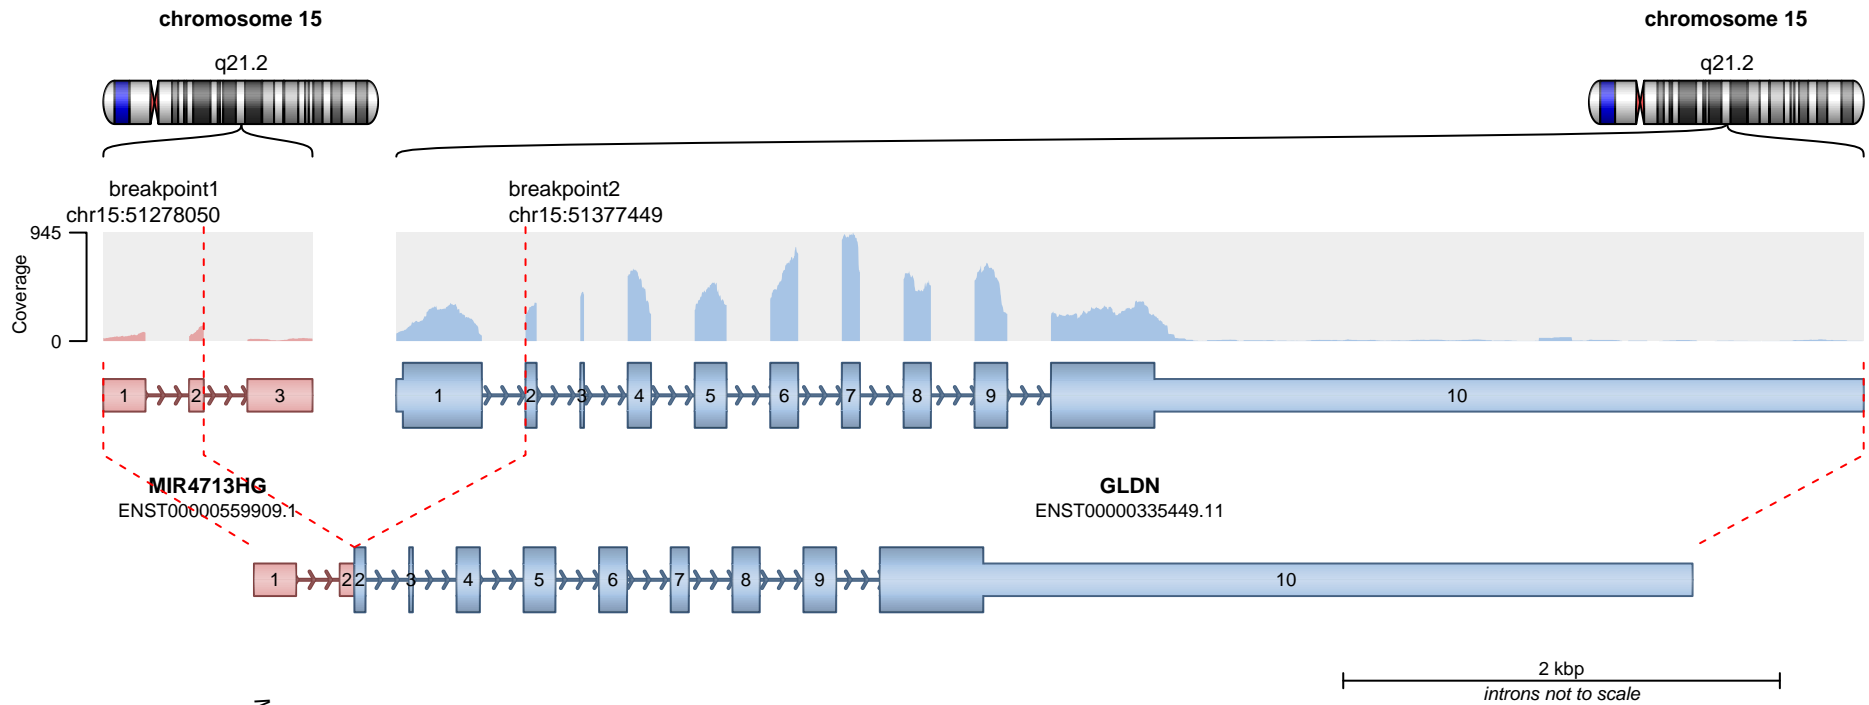 chromosome 15
chromosome 15
q21.2
q21.2
breakpoint1
chr15:51278050
breakpoint2
chr15:51377449
945
0
Coverage
1
2
3
1
2
3
4
5
6
7
8
9
10
MIR4713HG
ENST00000559909.1
GLDN
ENST00000335449.11
1
2
2
3
4
5
6
7
8
9
10
2 kbp
introns not to scale